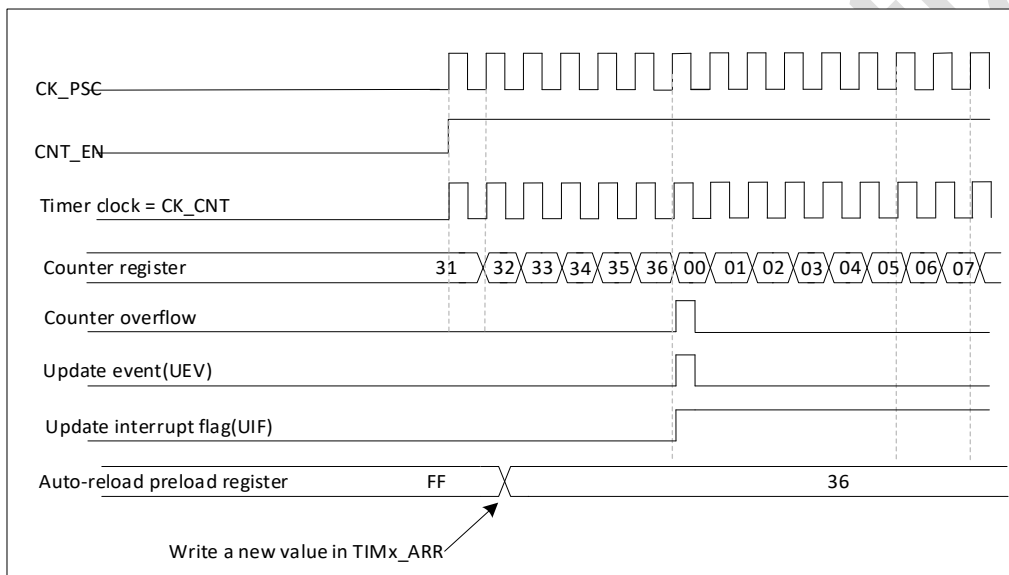 CK_PSC
CNT_EN
Timer clock = CK_CNT
Counter register 31 32 33 34 35 36 00 01 02 03 04 05 06 07
Counter overflow
Update event(UEV)
Update interrupt flag(UIF)
Auto-reload preload register FF 36
Write a new value in TIMx_ARR